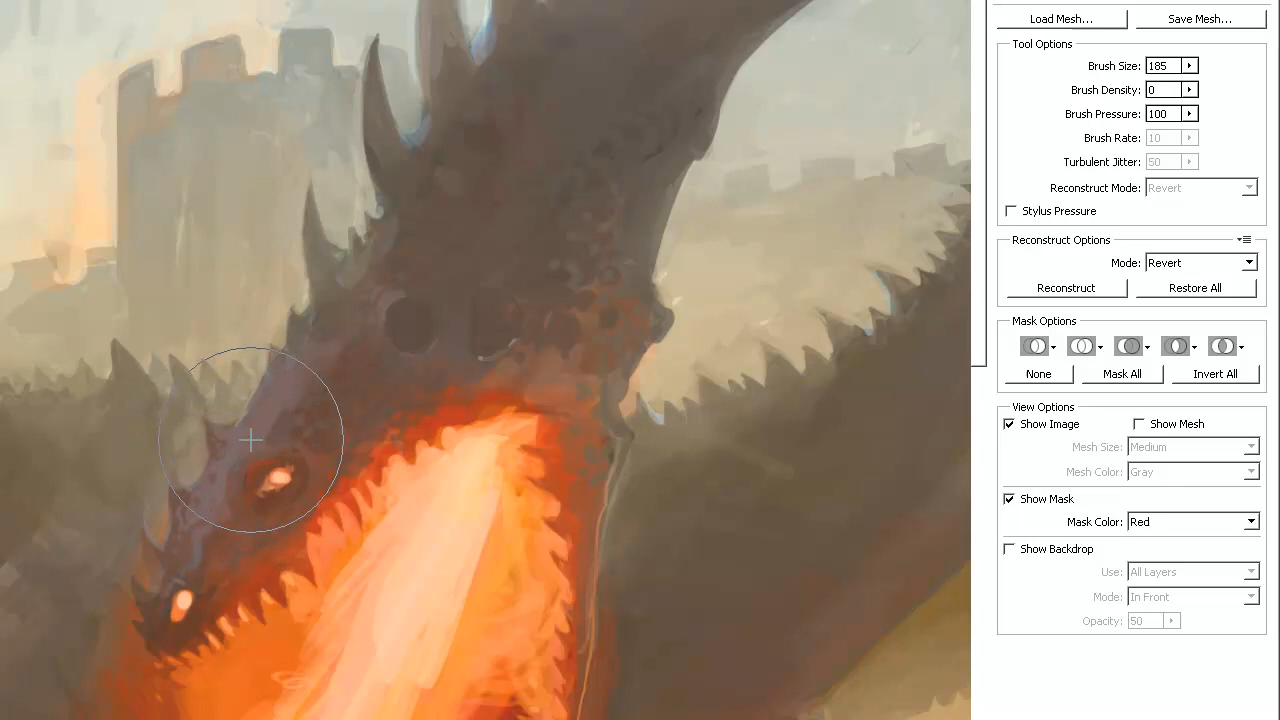 Load Mesh... Save Mesh...
Tool Options
Brush Size: 185
Brush Density: 0
Brush Pressure: 100
Brush Rate: 10
Turbulent Jitter: 50
Reconstruct Mode: Revert
Stylus Pressure
Reconstruct Options
Mode: Revert
Reconstruct Restore All
Mask Options
None Mask All Invert All
View Options
Show Image Show Mesh
Mesh Size: Medium
Mesh Color: Gray
Show Mask
Mask Color: Red
Show Backdrop
Use: All Layers
Mode: In Front
Opacity: 50